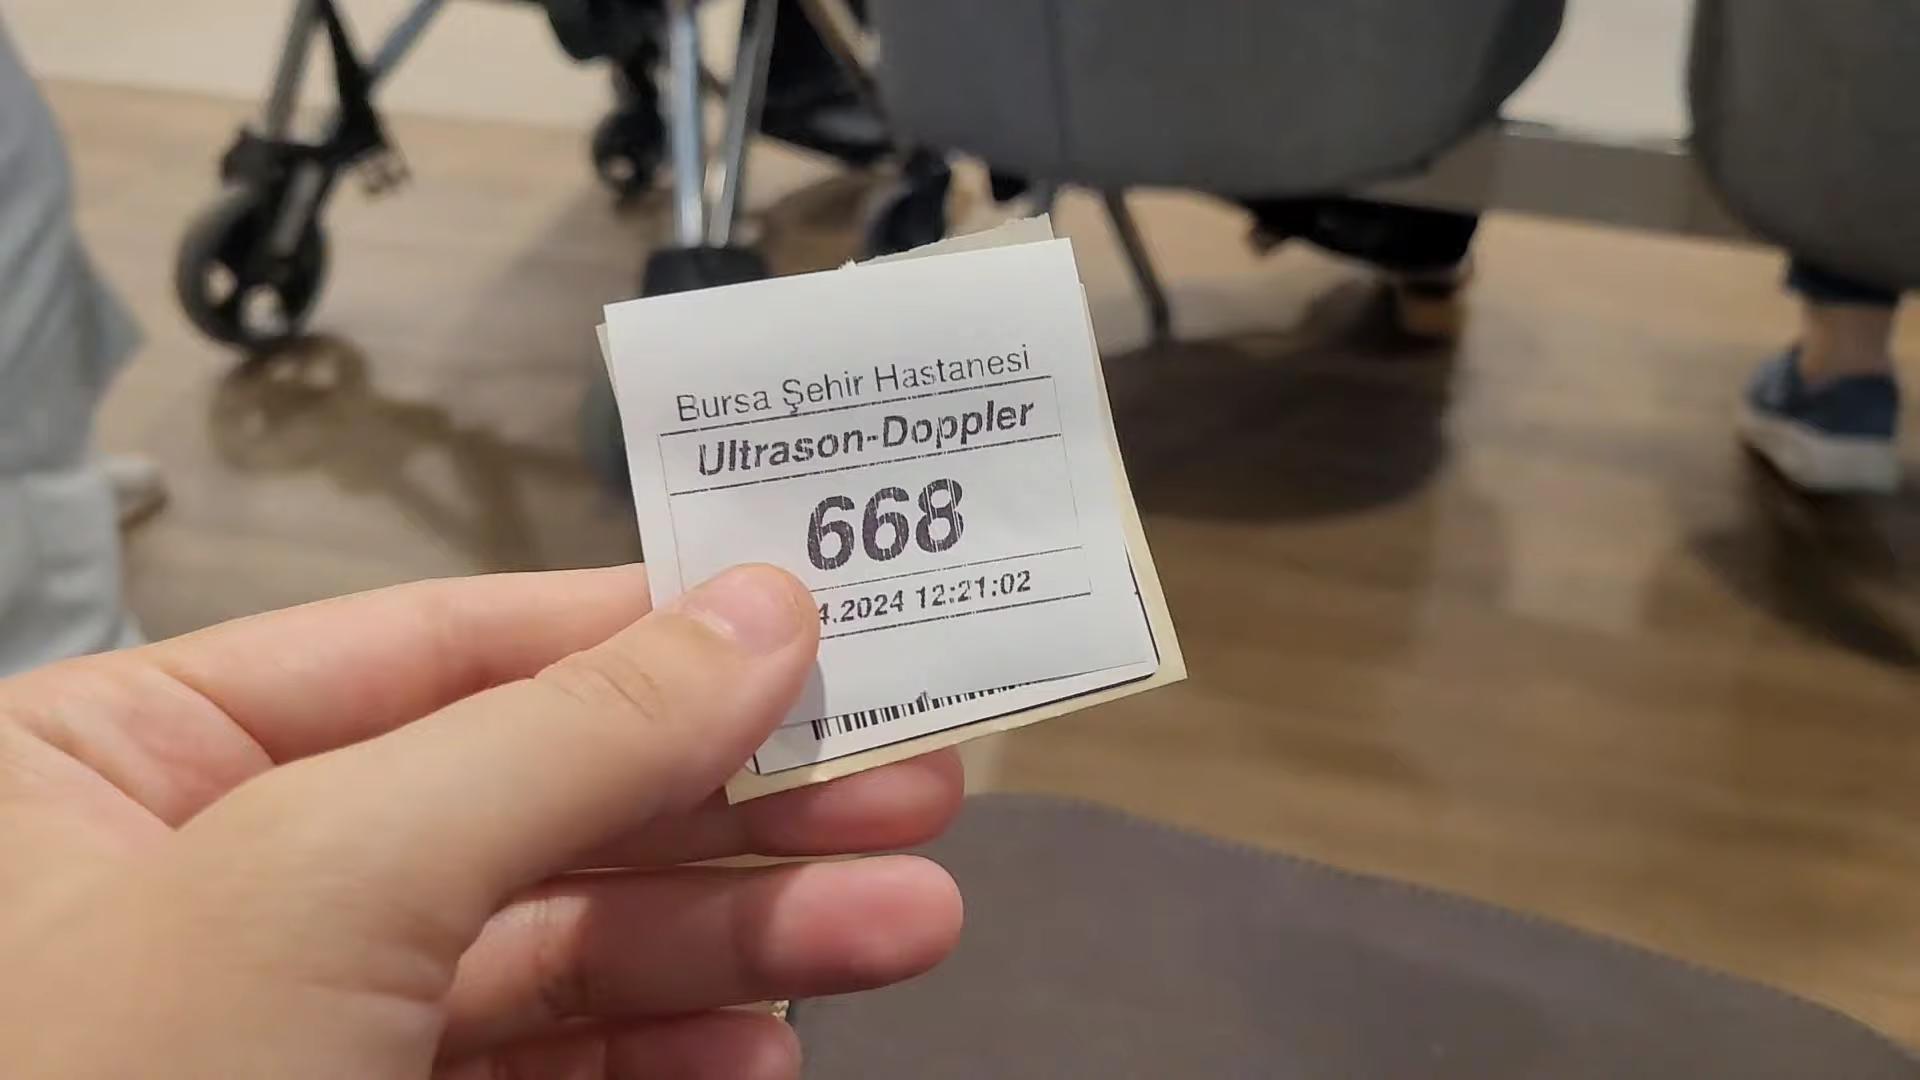 Bursa Şehir Hastanesi
Ultrason-Doppler
668
4.2024 12:21:02